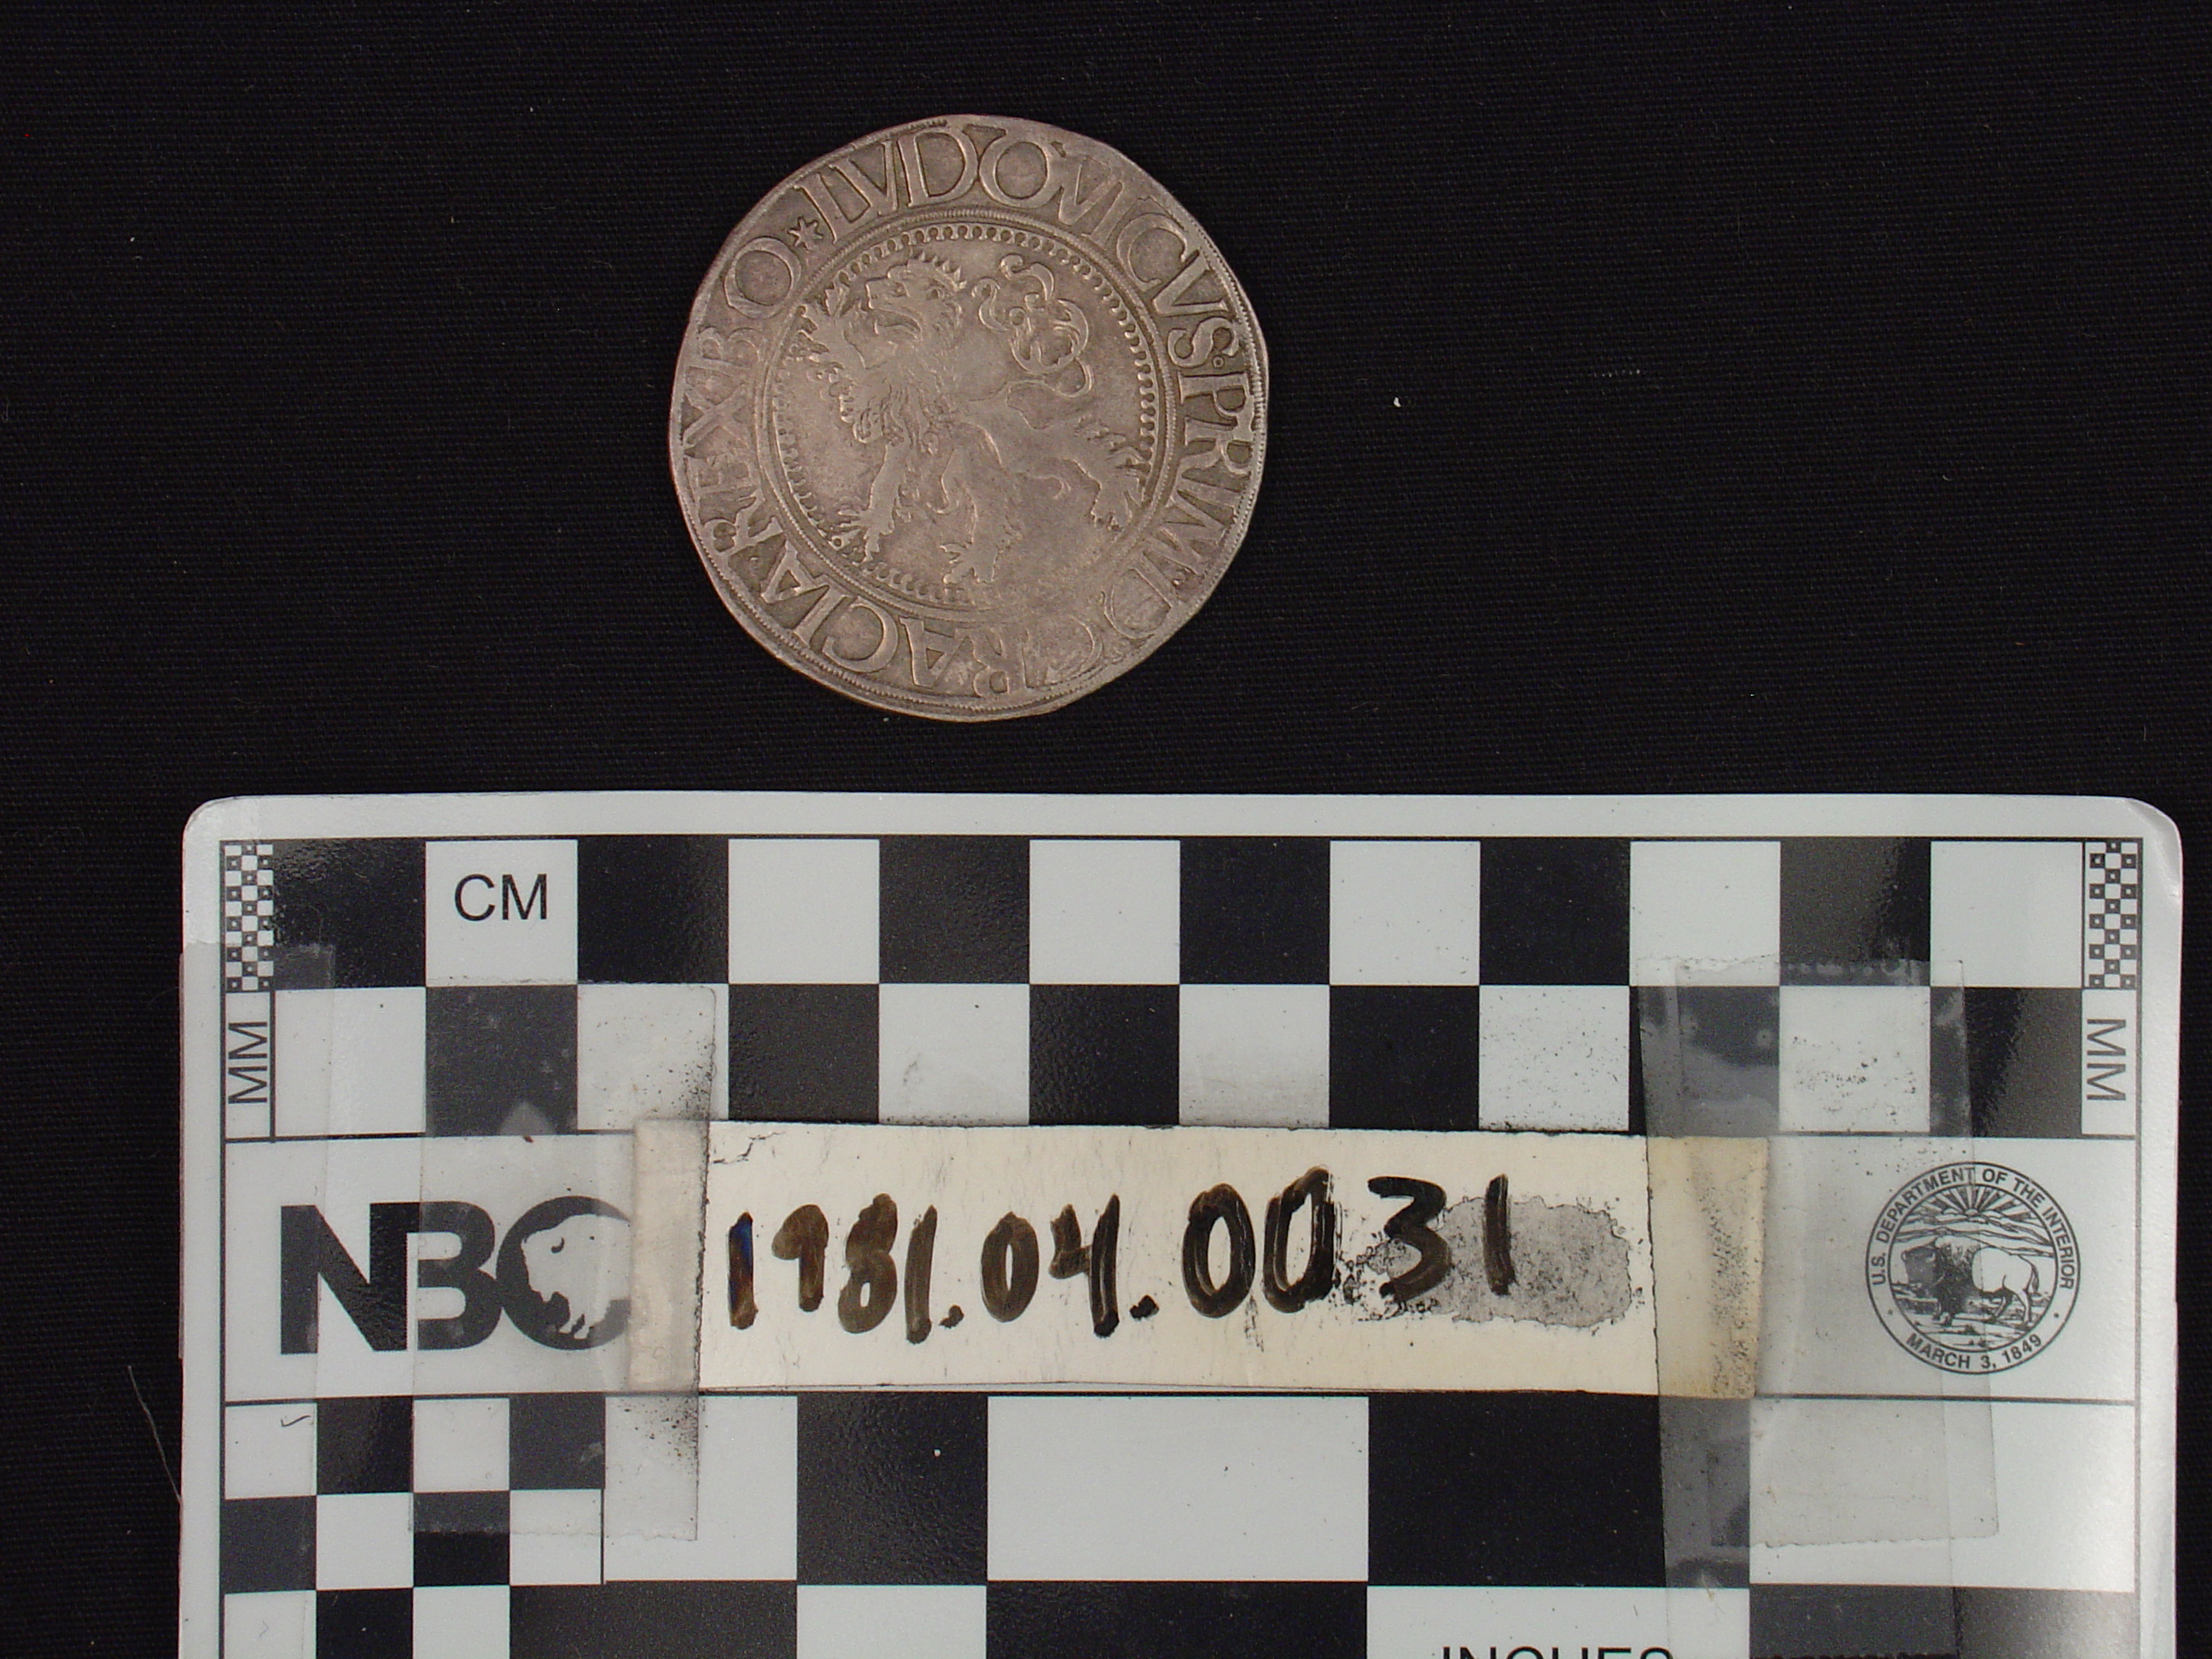 *LVDOVICVS:PRIM:D:GRACIA:REX:BO
CM
MM
MM
NBC
1981.04.0031
U.S. DEPARTMENT OF THE INTERIOR
MARCH 3, 1849
INCHES